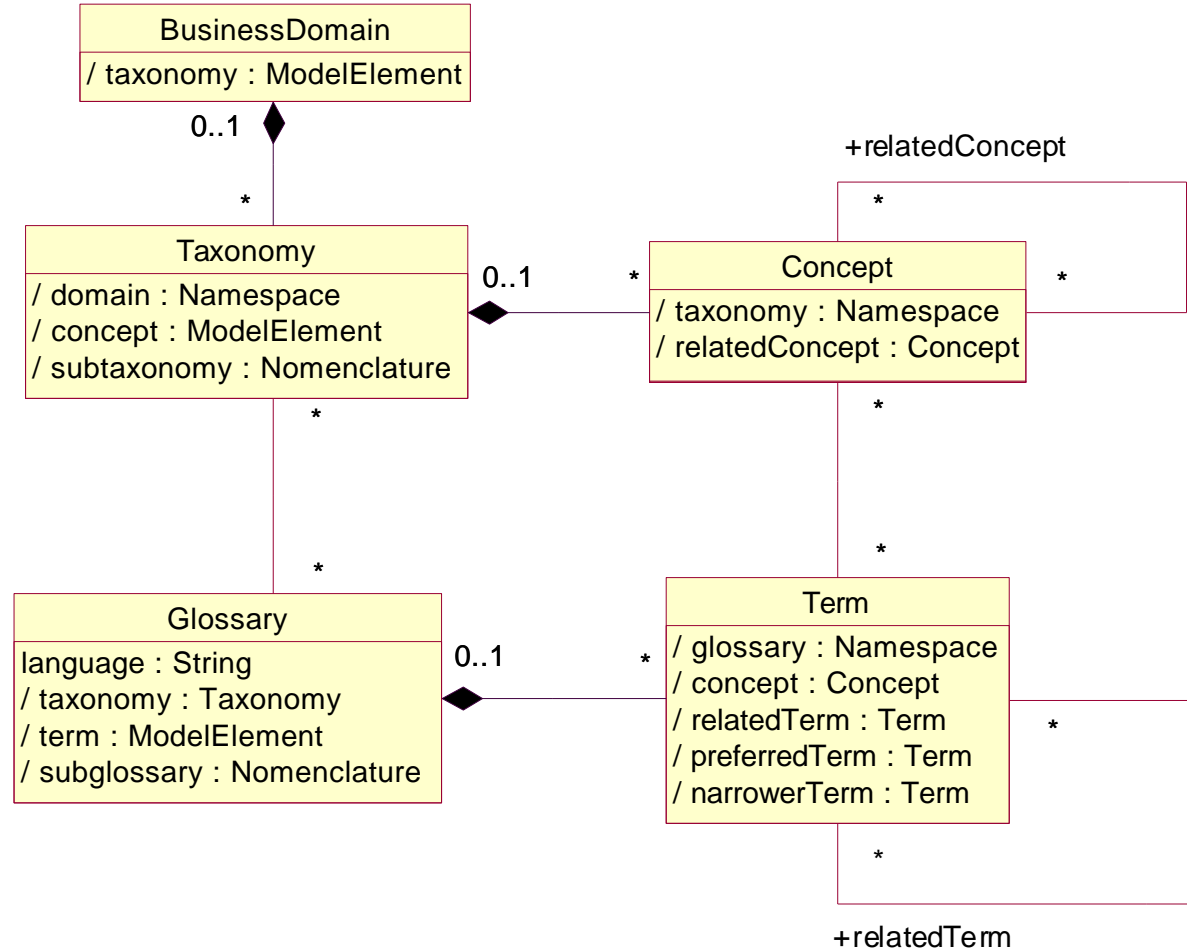 BusinessDomain
/ taxonomy : ModelElement
0..1
*
+relatedConcept
*
*
Taxonomy
/ domain : Namespace
/ concept : ModelElement
/ subtaxonomy : Nomenclature
0..1
*
Concept
/ taxonomy : Namespace
/ relatedConcept : Concept
*
*
*
*
Glossary
language : String
/ taxonomy : Taxonomy
/ term : ModelElement
/ subglossary : Nomenclature
0..1
*
Term
/ glossary : Namespace
/ concept : Concept
/ relatedTerm : Term
/ preferredTerm : Term
/ narrowerTerm : Term
*
*
+relatedTerm